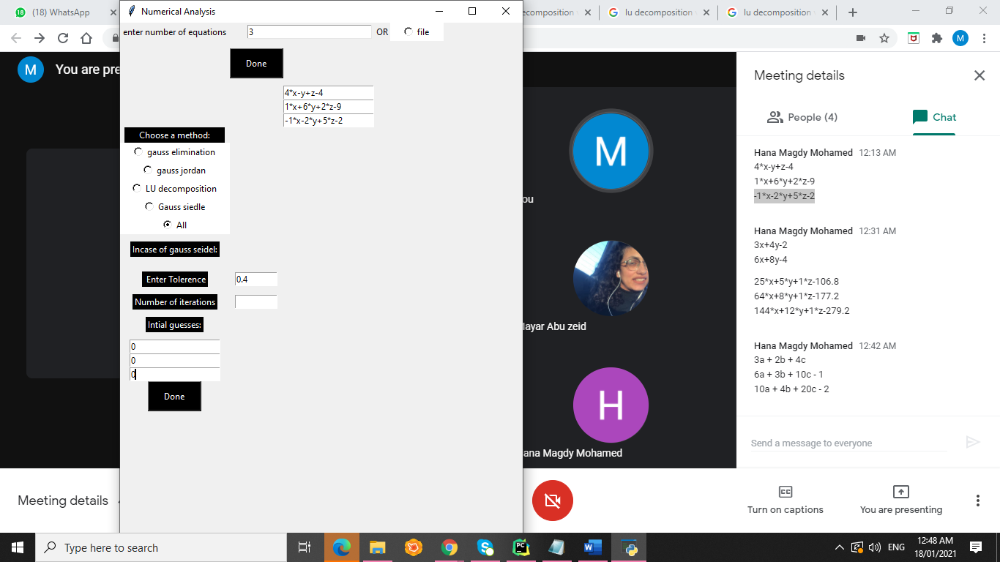 (18) WhatsApp
Numerical Analysis
lu decomposition
lu decomposition
enter number of equations
3
OR
file
Done
4*x-y+z-4
1*x+6*y+2*z-9
-1*x-2*y+5*z-2
Choose a method:
gauss elimination
gauss jordan
LU decomposition
Gauss siedle
All
Incase of gauss seidel:
Enter Tolerence
0.4
Number of iterations
Intial guesses:
0
0
0
Done
M
You are pre
M
M
bu
Mayar Abu zeid
H
Hana Magdy Mohamed
Meeting details
People (4)
Chat
Hana Magdy Mohamed 12:13 AM
4*x-y+z-4
1*x+6*y+2*z-9
-1*x-2*y+5*z-2
Hana Magdy Mohamed 12:31 AM
3x+4y-2
6x+8y-4
25*x+5*y+1*z-106.8
64*x+8*y+1*z-177.2
144*x+12*y+1*z-279.2
Hana Magdy Mohamed 12:42 AM
3a + 2b + 4c
6a + 3b + 10c - 1
10a + 4b + 20c - 2
Send a message to everyone
Meeting details
Turn on captions
You are presenting
Type here to search
ENG
12:48 AM
18/01/2021